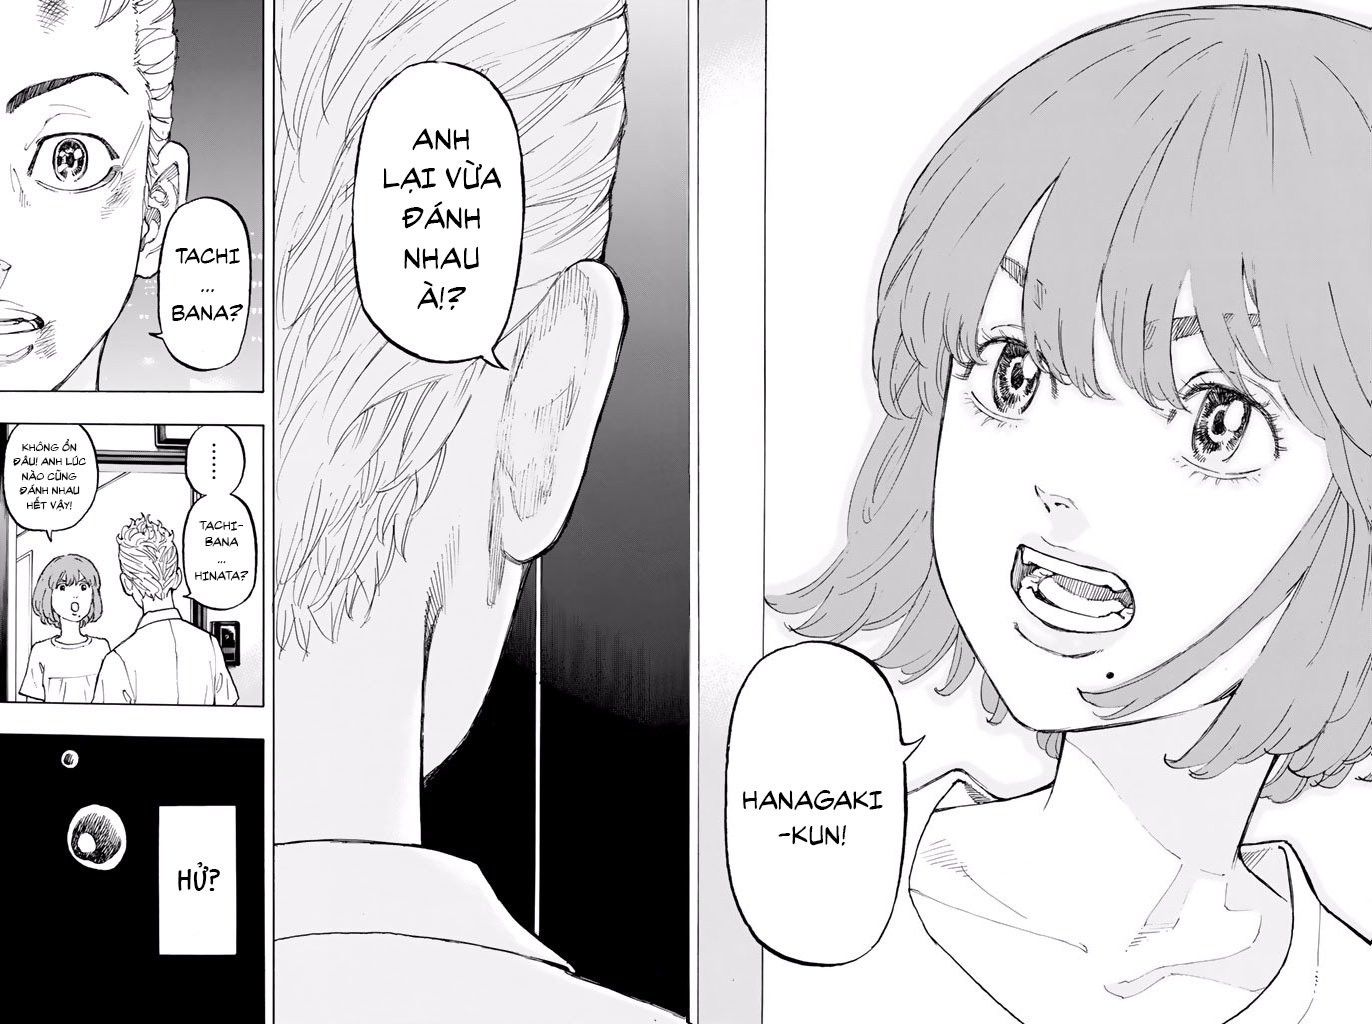 HANAGAKI
-KUN!
ANH
LẠI VỪA
ĐÁNH
NHAU
À!?
TACHI
...
BANA?
........
TACHI-
BANA
...
HINATA?
KHÔNG ỔN
ĐÂU! ANH LÚC
NÀO CŨNG
ĐÁNH NHAU
HẾT VẬY!
HỬ?